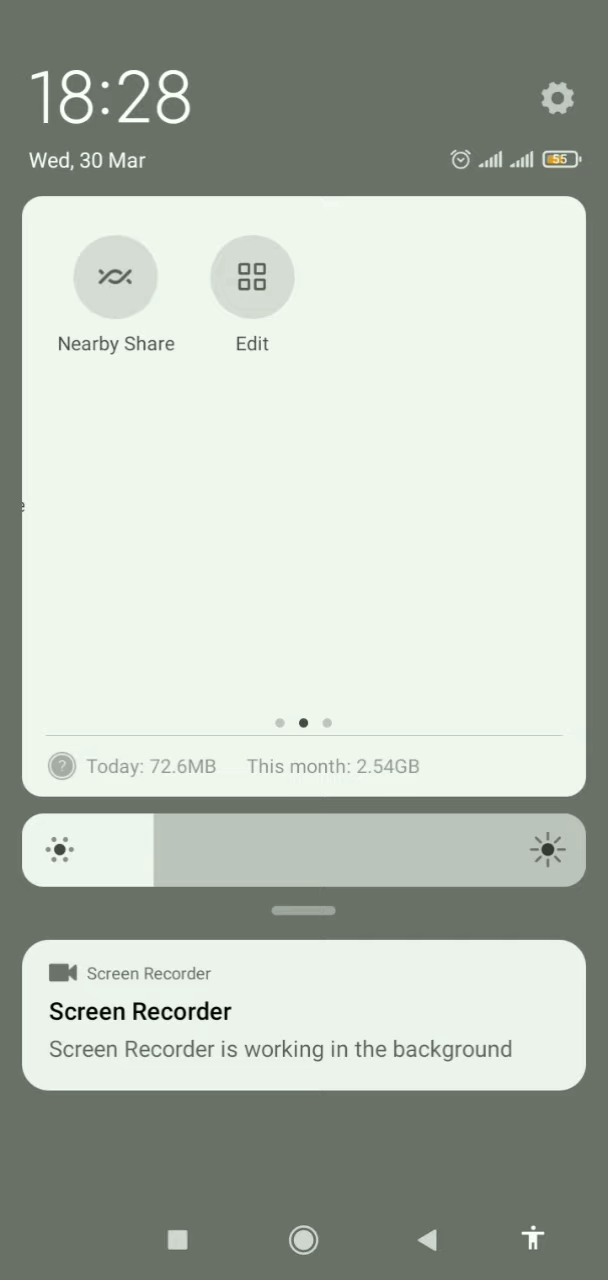 18:28
Wed, 30 Mar
55
Nearby Share
Edit
e
?
Today: 72.6MB This month: 2.54GB
Screen Recorder
Screen Recorder
Screen Recorder is working in the background